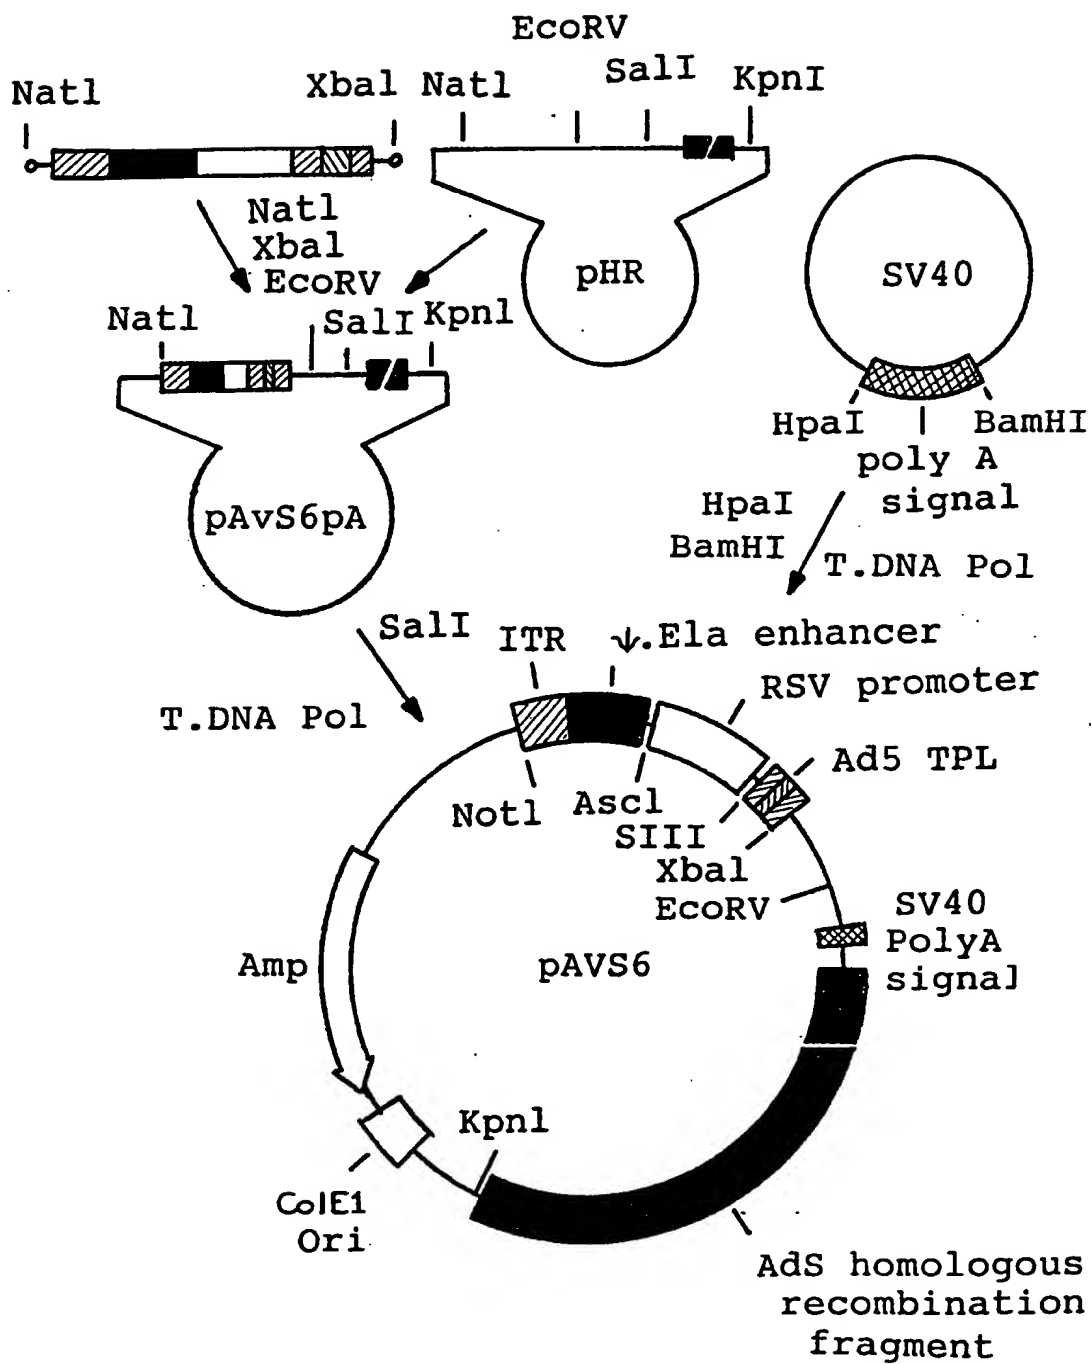 EcoRV
Natl
Xbal
Natl
SalI
KpnI
Natl
Xbal
EcoRV
pHR
SV40
Natl
SalI
Kpnl
HpaI
BamHI
poly A
signal
pAvS6pA
HpaI
BamHI
T.DNA Pol
SalI
T.DNA Pol
ITR
ψ.Ela enhancer
RSV promoter
Ad5 TPL
Notl
Ascl
SIII
Xbal
EcoRV
SV40
PolyA
signal
Amp
pAVS6
Kpnl
ColE1
Ori
AdS homologous
recombination
fragment